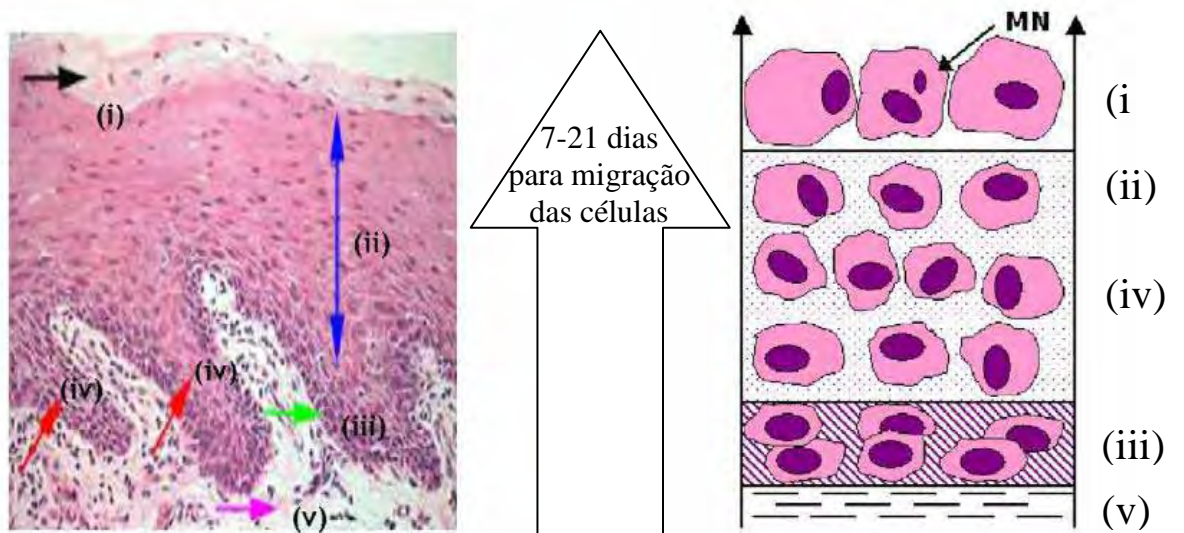 (i)
(ii)
(iv)
(iv)
(iii)
(v)
7-21 dias
para migração
das células
MN
(i
(ii)
(iv)
(iii)
(v)